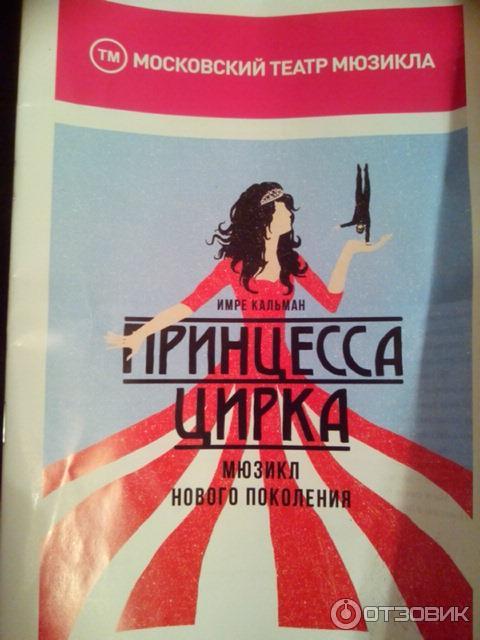 ТМ МОСКОВСКИЙ ТЕАТР МЮЗИКЛА
ИМРЕ КАЛЬМАН
ПРИНЦЕССА
ЦИРКА
МЮЗИКЛ
НОВОГО ПОКОЛЕНИЯ
ОТЗОВИК